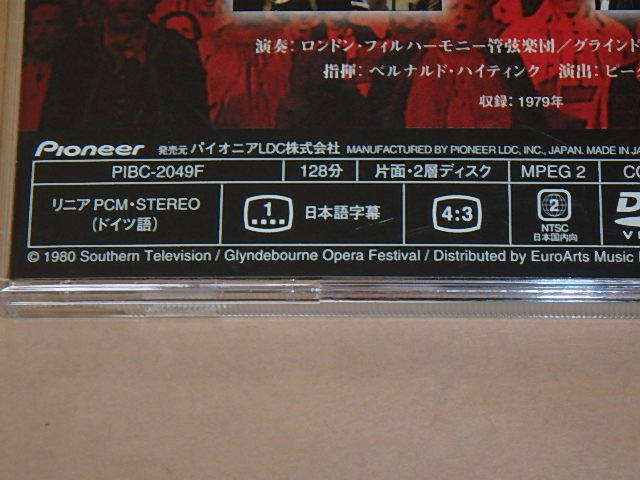 演奏：ロンドン・フィルハーモニー管弦楽団／グラインド
指揮：ベルナルド・ハイティンク 演出：ピー
収録：1979年
Pioneer 発売元 パイオニアLDC株式会社 MANUFACTURED BY PIONEER LDC, INC., JAPAN. MADE IN JA
PIBC-2049F 128分 片面・2層ディスク MPEG 2 CO
リニア PCM・STEREO
(ドイツ語)
1 日本語字幕
4:3
2
NTSC
日本国内向
© 1980 Southern Television / Glyndebourne Opera Festival / Distributed by EuroArts Music